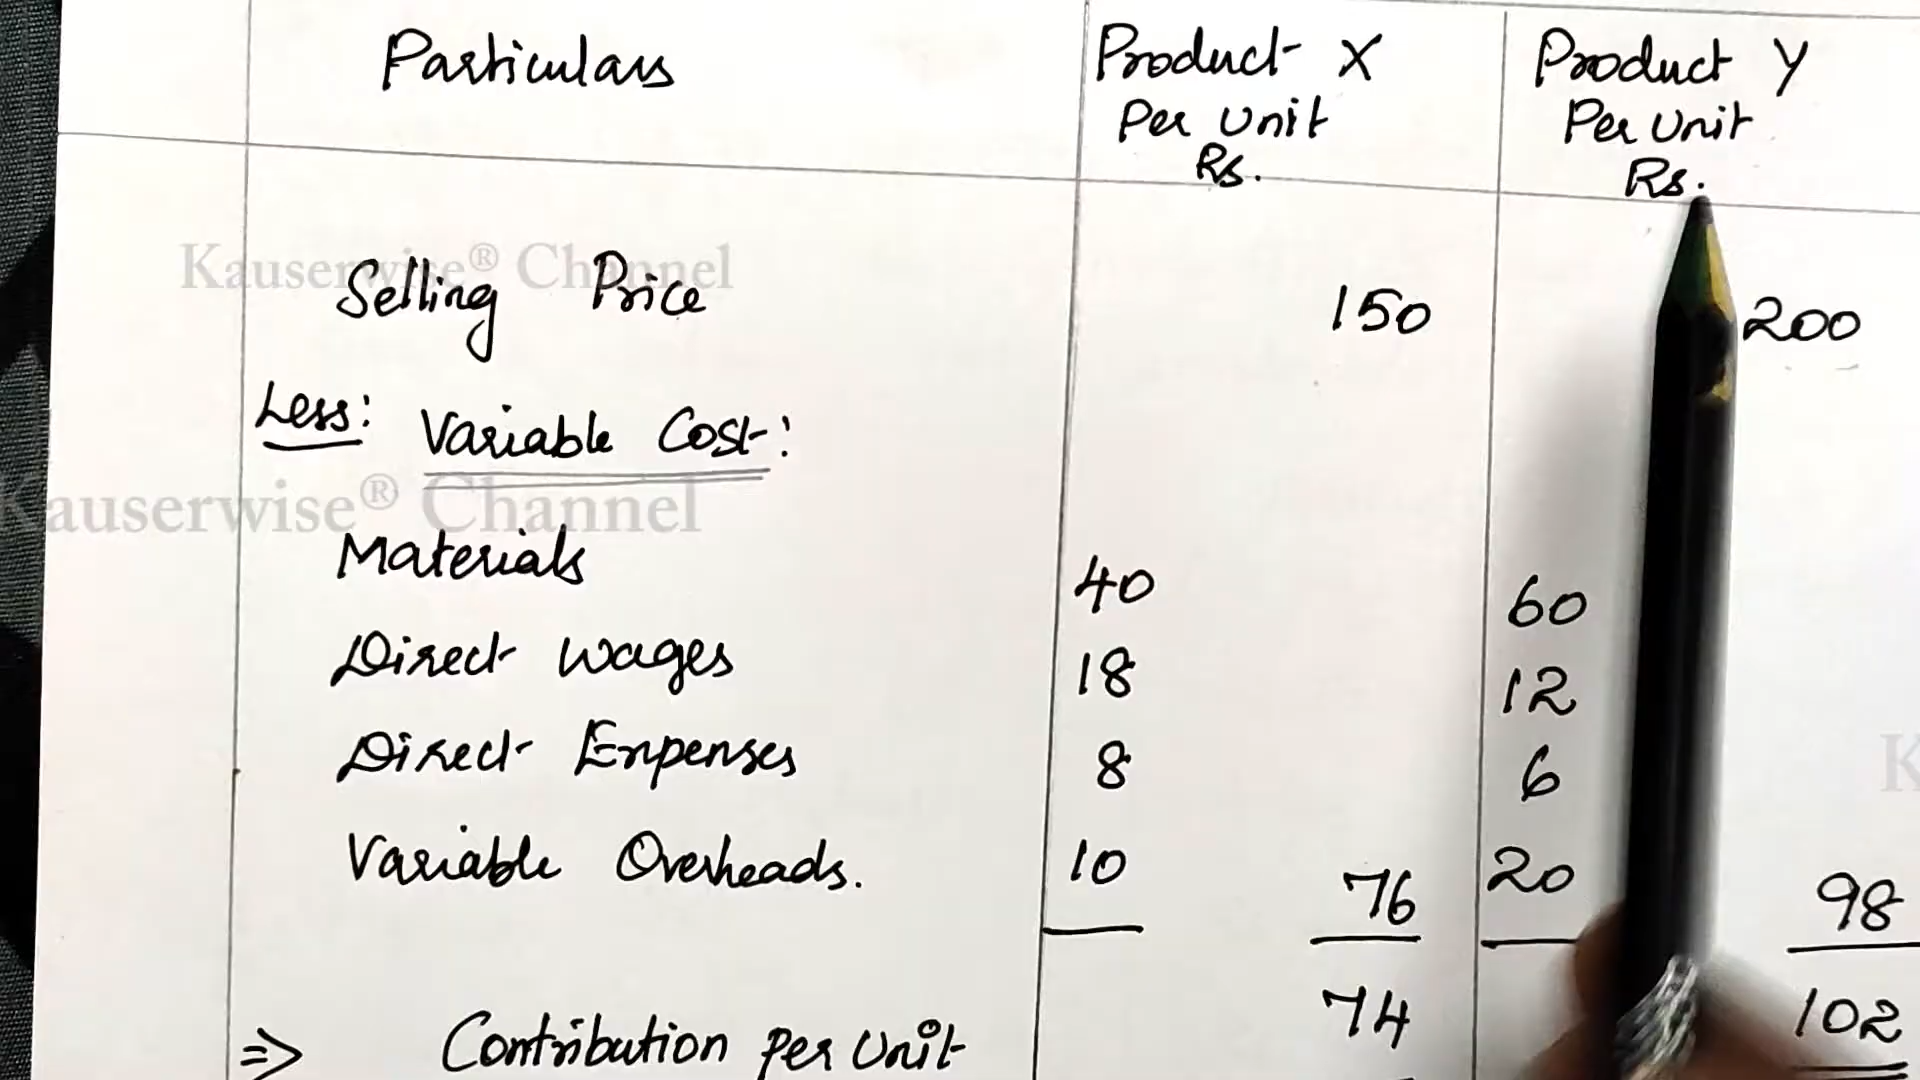 Particulars Product X Product Y
Per Unit Per Unit
Rs. Rs.
Kauserwise® Channel
Selling Price 150 200
Less: Variable Cost:
Kauserwise® Channel
Materials 40 60
Direct Wages 18 12
Direct Expenses 8 6
K
Variable Overheads. 10 76 20 98
74 102
=> Contribution Per Unit